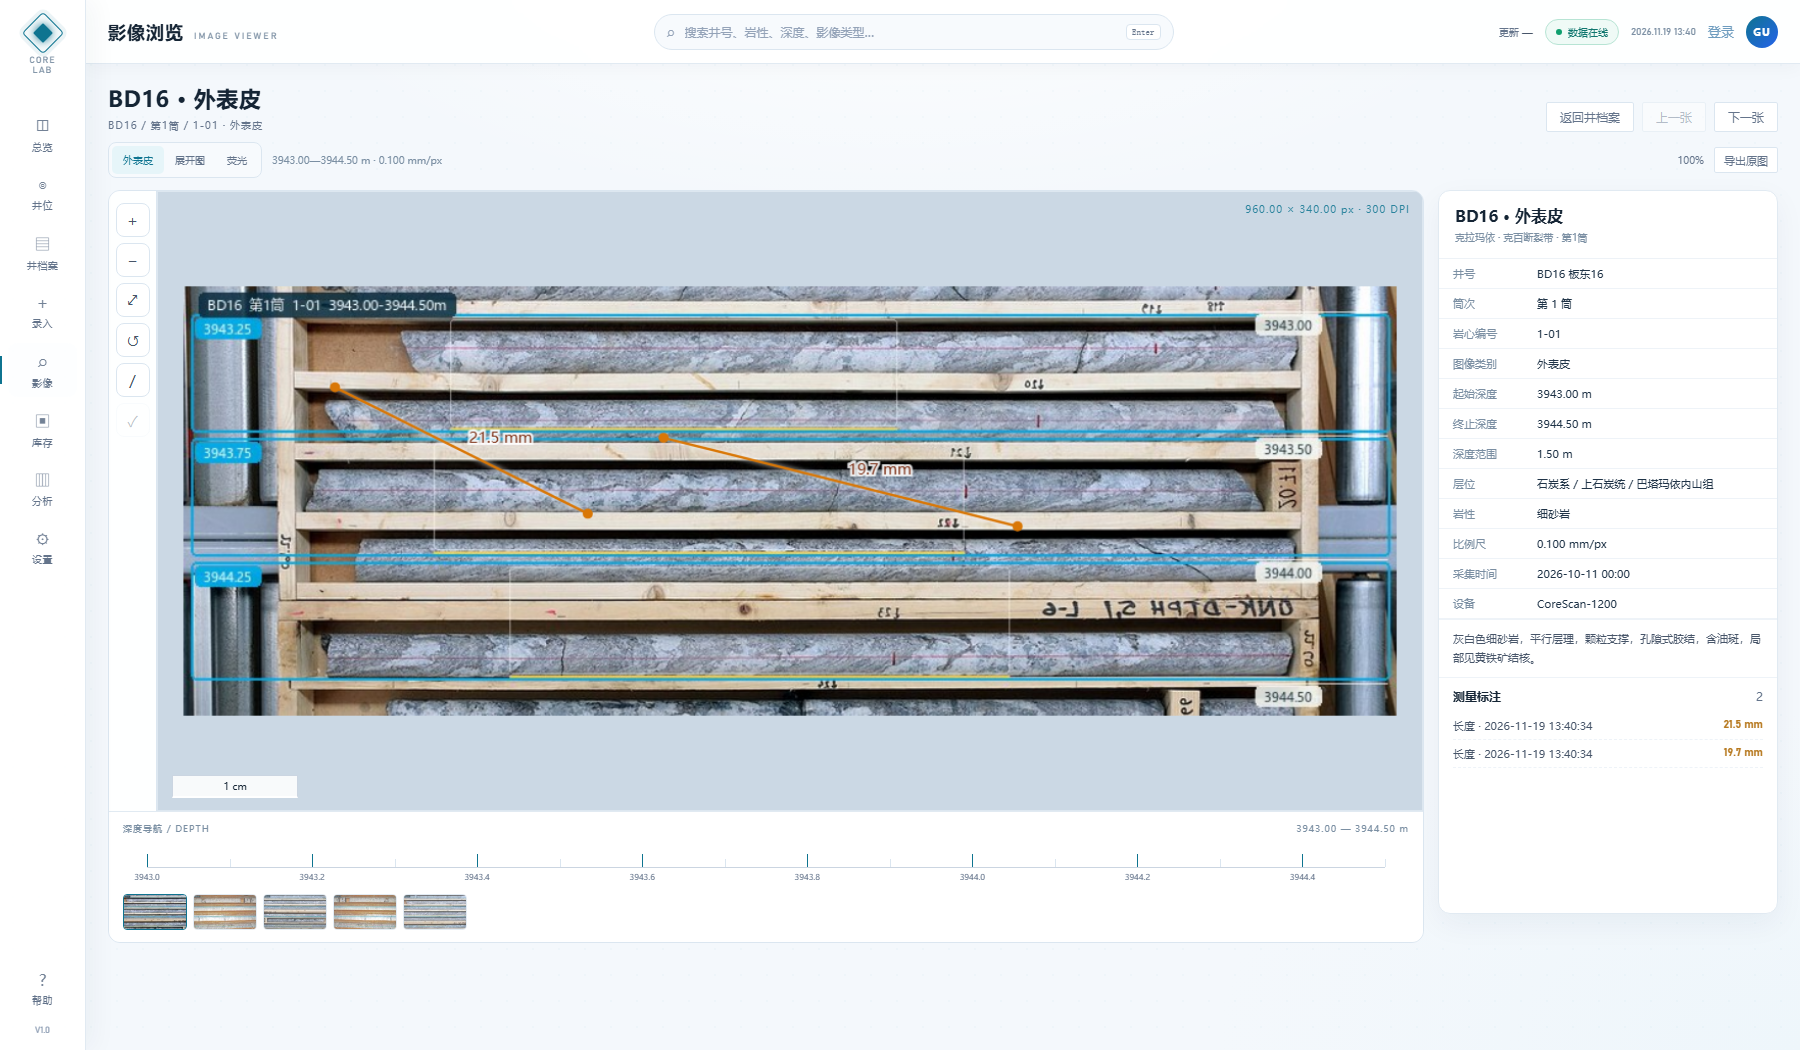 CORE
LAB
影像浏览 IMAGE VIEWER
搜索井号、岩性、深度、影像类型... Enter
更新 — 数据在线 2026.11.19 13:40 登录 GU
总览
井位
井档案
录入
影像
库存
分析
设置
? 帮助
V1.0
BD16 • 外表皮
BD16 / 第1筒 / 1-01 · 外表皮
返回井档案 上一张 下一张
外表皮 展开图 荧光 3943.00—3944.50 m · 0.100 mm/px
100% 导出原图
960.00 × 340.00 px · 300 DPI
BD16 第1筒 1-01 3943.00-3944.50m
3943.25 3943.00
21.5 mm
3943.75 3943.50
19.7 mm
3944.25 3944.00
3944.50
1 cm
深度导航 / DEPTH 3943.00 — 3944.50 m
3943.0 3943.2 3943.4 3943.6 3943.8 3944.0 3944.2 3944.4
BD16 • 外表皮
克拉玛依 · 克百断裂带 · 第1筒
井号 BD16 板东16
筒次 第 1 筒
岩心编号 1-01
图像类别 外表皮
起始深度 3943.00 m
终止深度 3944.50 m
深度范围 1.50 m
层位 石炭系 / 上石炭统 / 巴塔玛依内山组
岩性 细砂岩
比例尺 0.100 mm/px
采集时间 2026-10-11 00:00
设备 CoreScan-1200
灰白色细砂岩，平行层理，颗粒支撑，孔隙式胶结，含油斑，局
部见黄铁矿结核。
测量标注 2
长度 · 2026-11-19 13:40:34 21.5 mm
长度 · 2026-11-19 13:40:34 19.7 mm